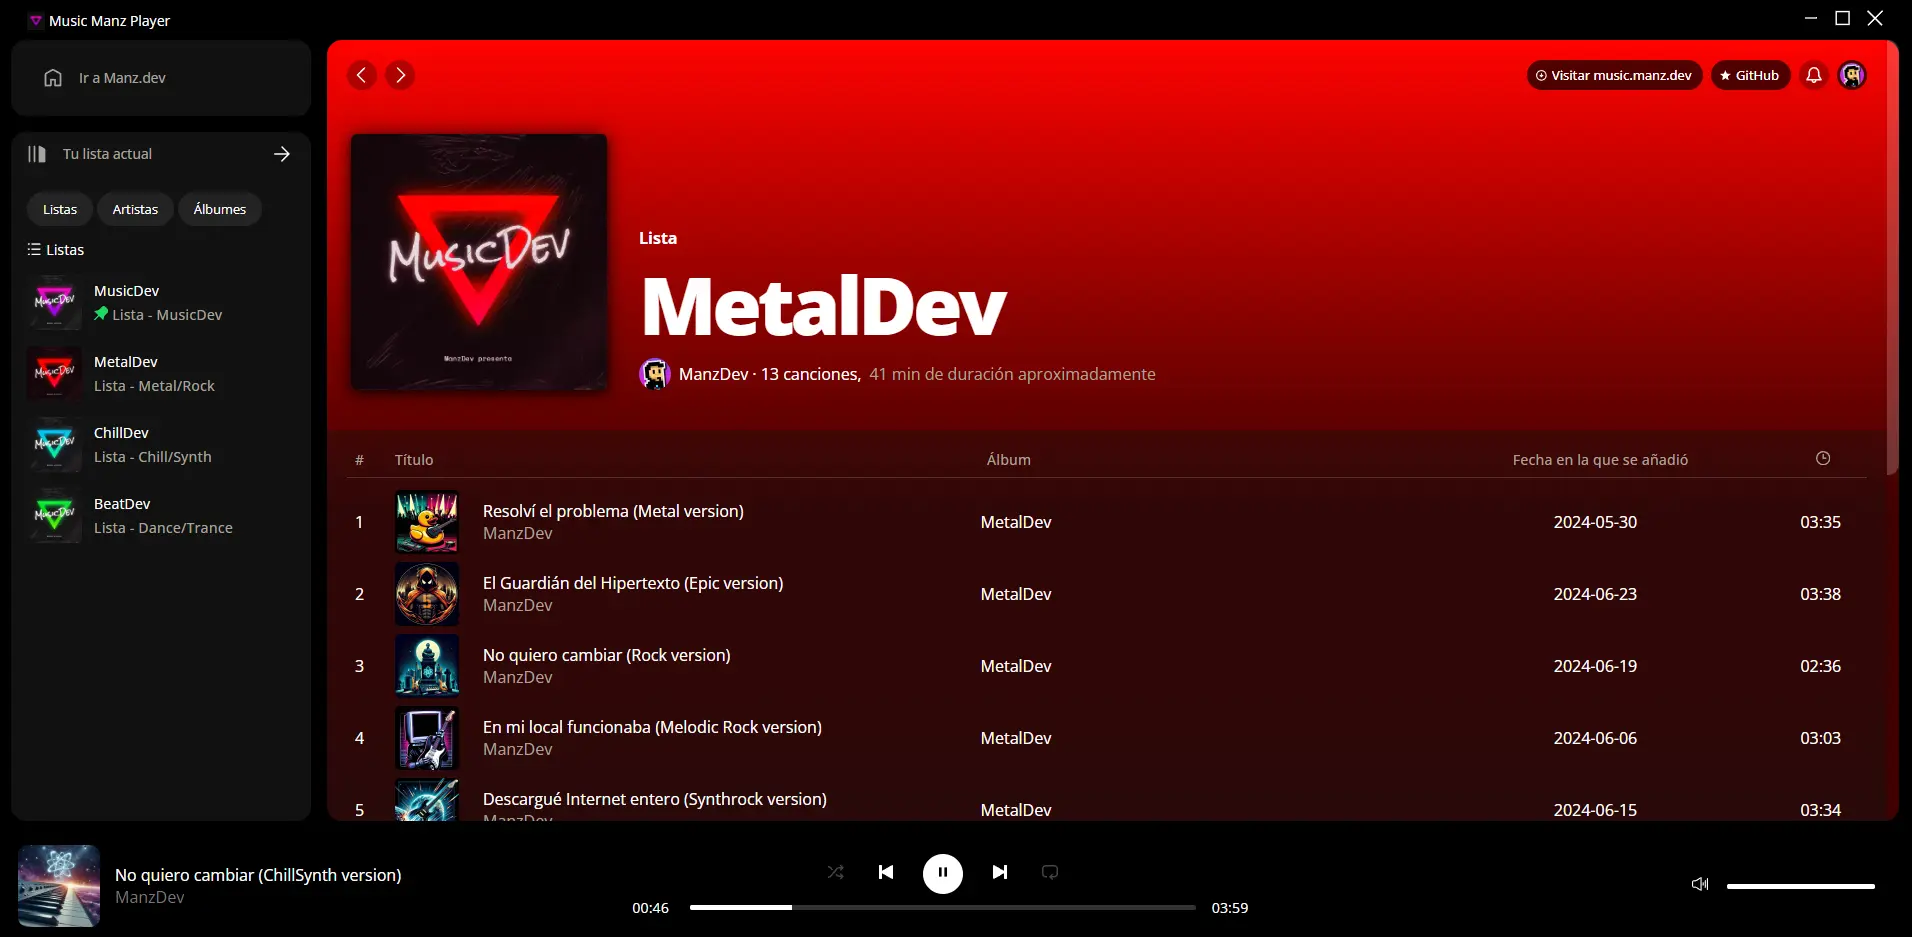 Music Manz Player
Ir a Manz.dev
Tu lista actual
Listas
Artistas
Álbumes
Listas
MusicDev
MusicDev
Lista - MusicDev
MusicDev
MetalDev
Lista - Metal/Rock
MusicDev
ChillDev
Lista - Chill/Synth
MusicDev
BeatDev
Lista - Dance/Trance
Visitar music.manz.dev
GitHub
MusicDev
ManzDev presenta
Lista
MetalDev
ManzDev · 13 canciones, 41 min de duración aproximadamente
# Título Álbum Fecha en la que se añadió
1 Resolví el problema (Metal version) MetalDev 2024-05-30 03:35
ManzDev
2 El Guardián del Hipertexto (Epic version) MetalDev 2024-06-23 03:38
ManzDev
3 No quiero cambiar (Rock version) MetalDev 2024-06-19 02:36
ManzDev
4 En mi local funcionaba (Melodic Rock version) MetalDev 2024-06-06 03:03
ManzDev
5 Descargué Internet entero (Synthrock version) MetalDev 2024-06-15 03:34
ManzDev
No quiero cambiar (ChillSynth version)
ManzDev
00:46
03:59